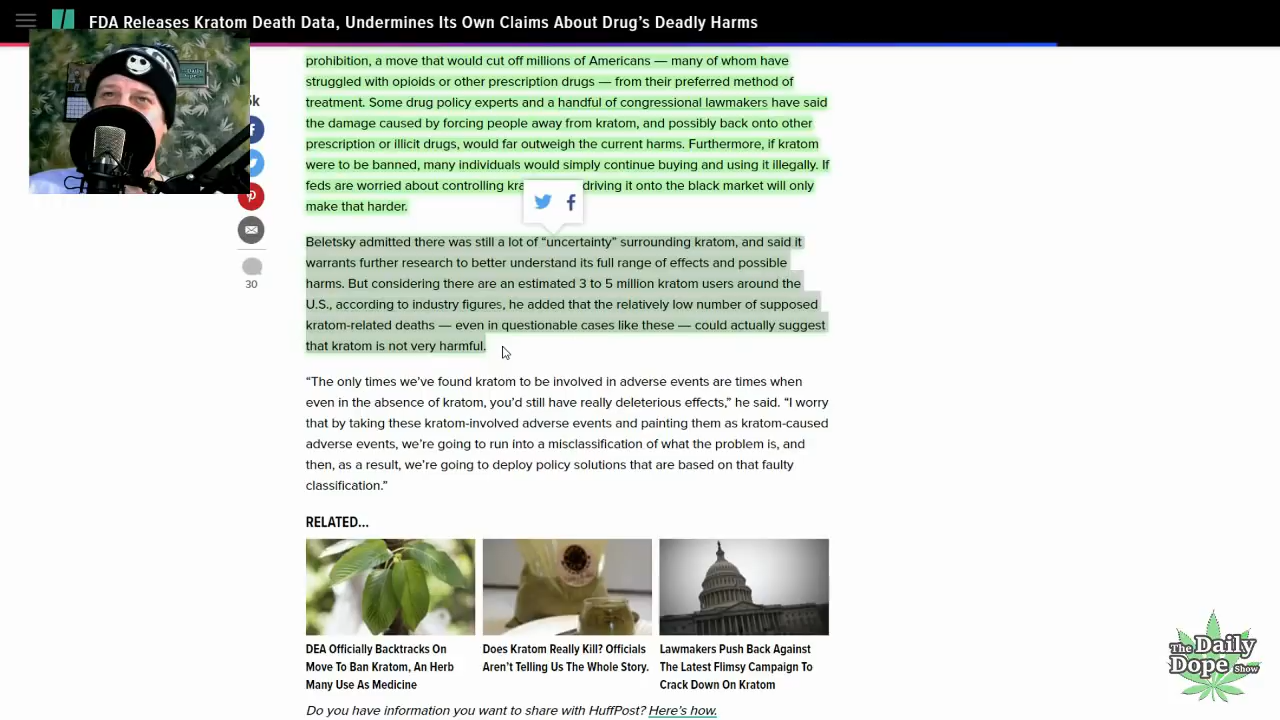 FDA Releases Kratom Death Data, Undermines Its Own Claims About Drug's Deadly Harms
prohibition, a move that would cut off millions of Americans — many of whom have
struggled with opioids or other prescription drugs — from their preferred method of
treatment. Some drug policy experts and a handful of congressional lawmakers have said
the damage caused by forcing people away from kratom, and possibly back onto other
prescription or illicit drugs, would far outweigh the current harms. Furthermore, if kratom
were to be banned, many individuals would simply continue buying and using it illegally. If
feds are worried about controlling driving it onto the black market will only
make that harder.
Beletsky admitted there was still a lot of “uncertainty” surrounding kratom, and said it
warrants further research to better understand its full range of effects and possible
harms. But considering there are an estimated 3 to 5 million kratom users around the
U.S., according to industry figures, he added that the relatively low number of supposed
kratom-related deaths — even in questionable cases like these — could actually suggest
that kratom is not very harmful.
30
“The only times we’ve found kratom to be involved in adverse events are times when
even in the absence of kratom, you’d still have really deleterious effects,” he said. “I worry
that by taking these kratom-involved adverse events and painting them as kratom-caused
adverse events, we’re going to run into a misclassification of what the problem is, and
then, as a result, we’re going to deploy policy solutions that are based on that faulty
classification.”
RELATED...
DEA Officially Backtracks On
Move To Ban Kratom, An Herb
Many Use As Medicine
Does Kratom Really Kill? Officials
Aren’t Telling Us The Whole Story.
Lawmakers Push Back Against
The Latest Flimsy Campaign To
Crack Down On Kratom
Do you have information you want to share with HuffPost? Here’s how.
The Daily
Dope Show